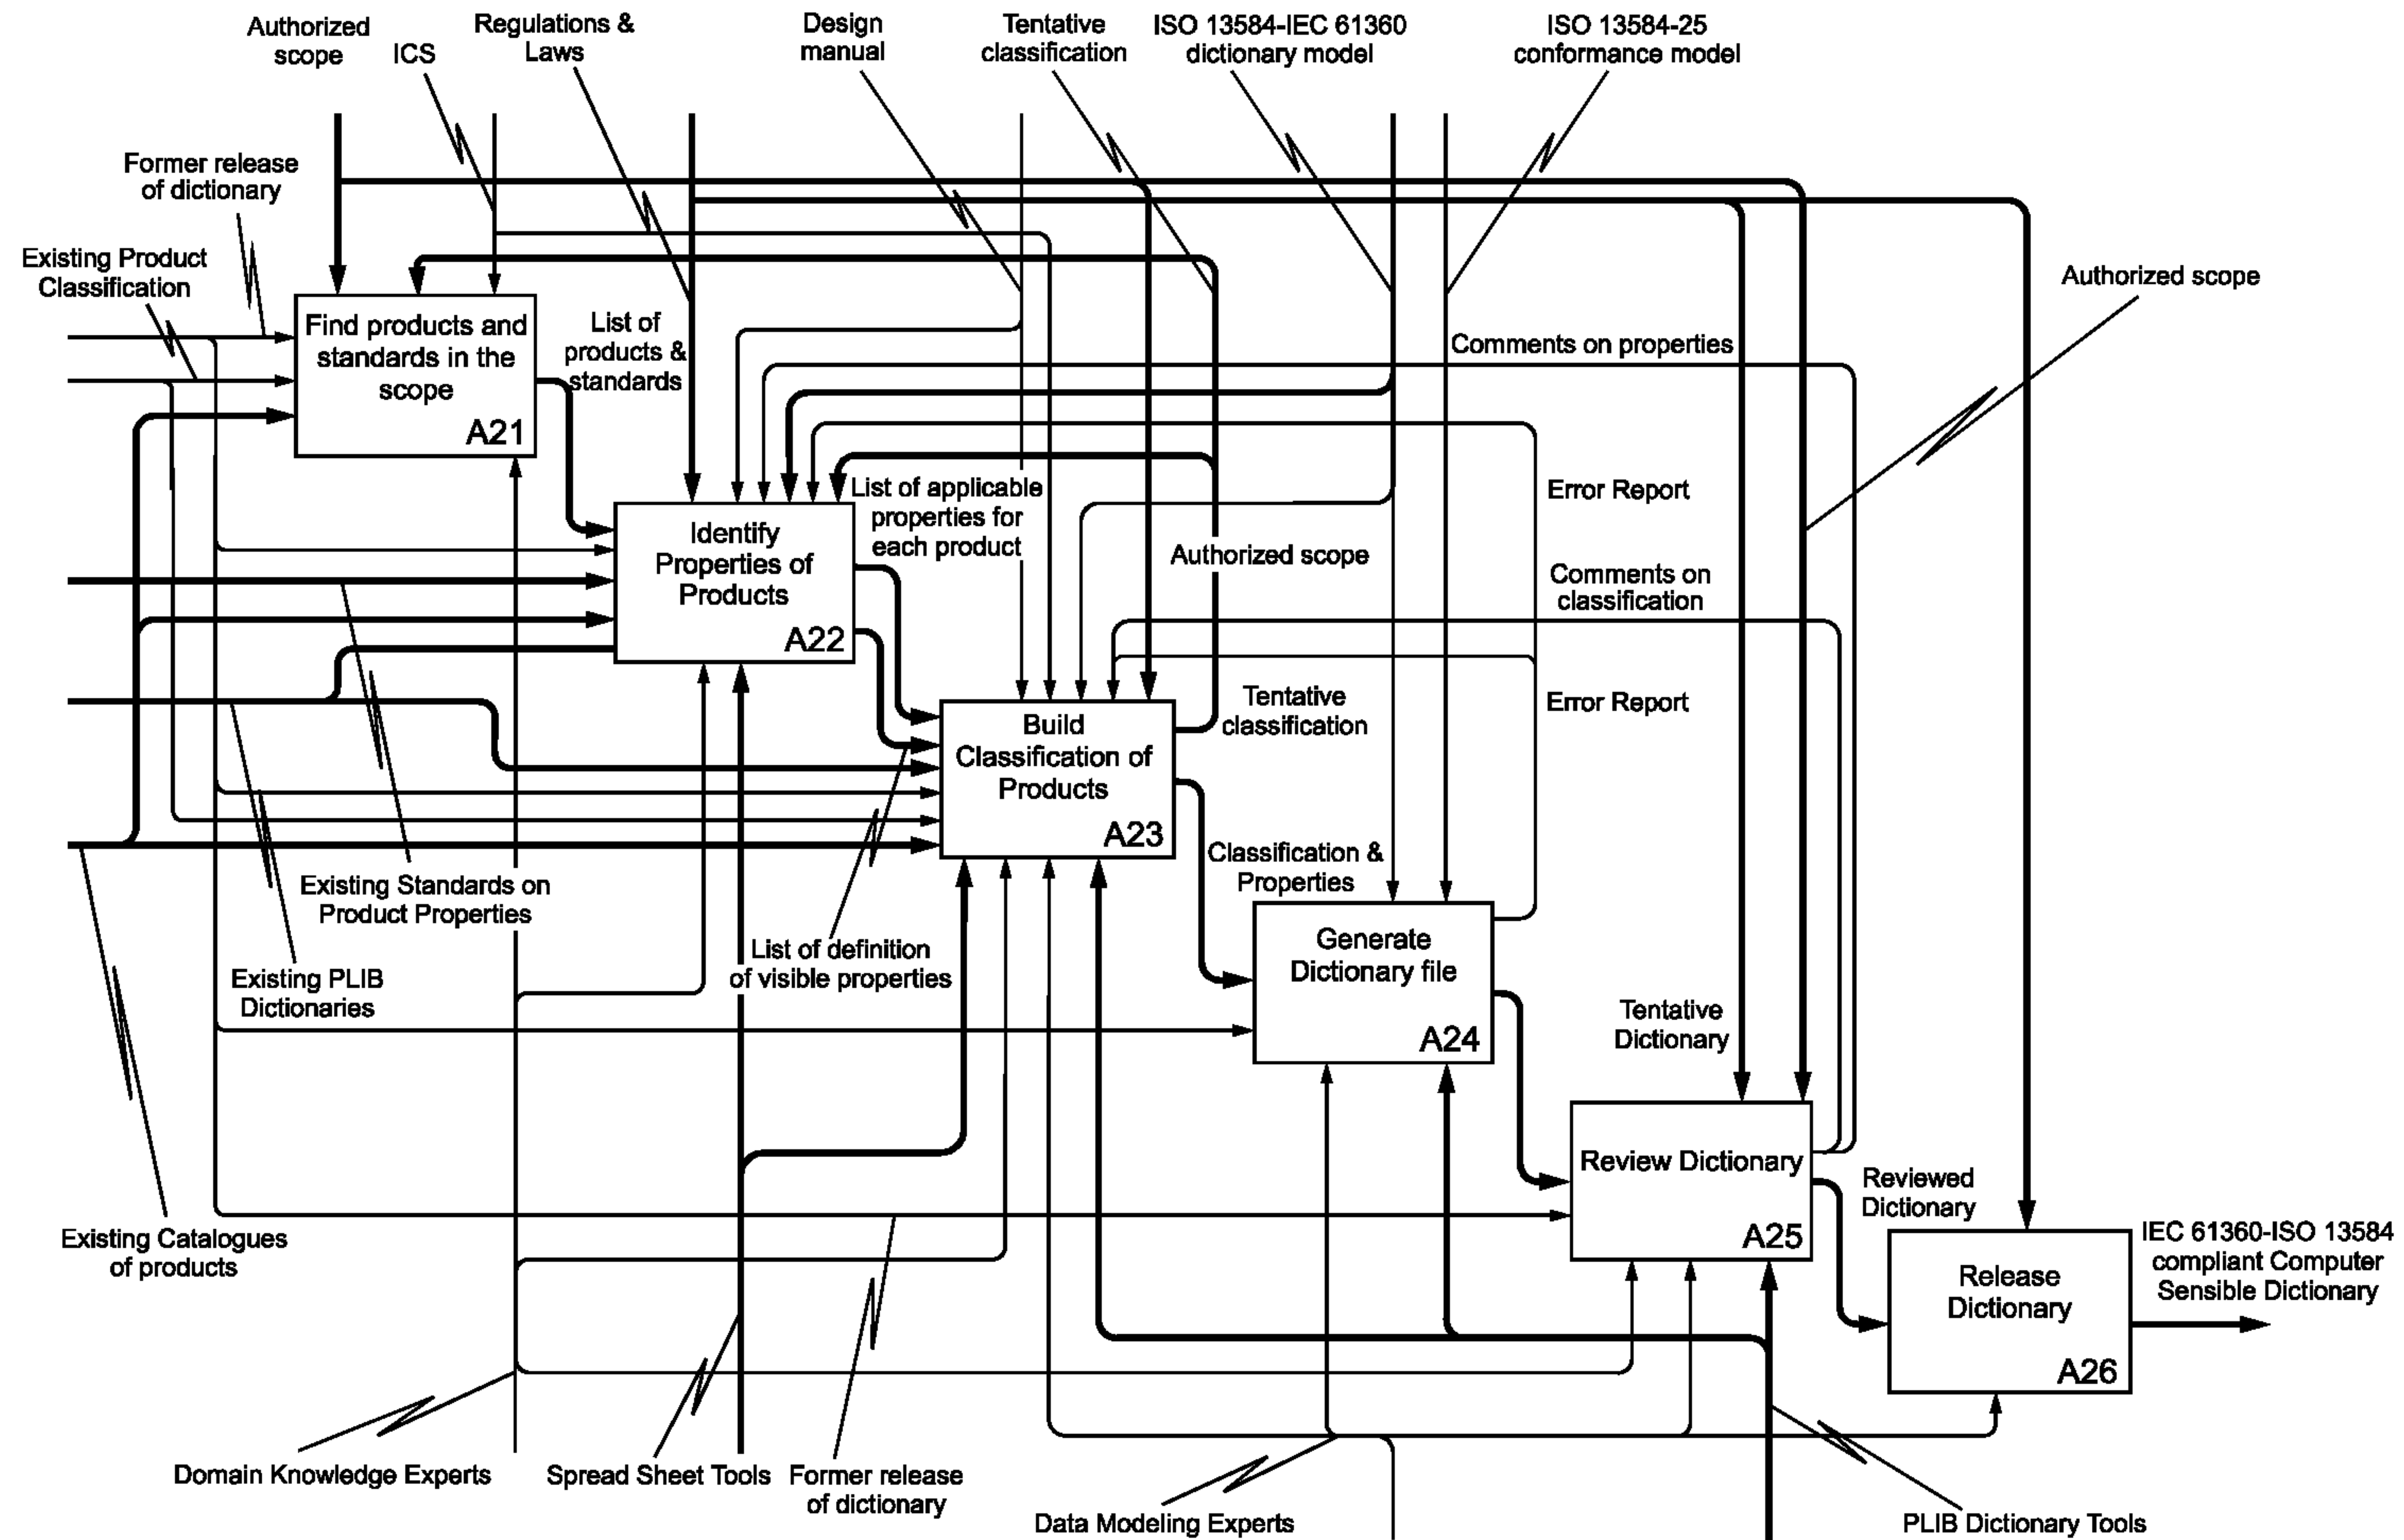 Authorized
scope
ICS
Regulations &
Laws
Design
manual
Tentative
classification
ISO 13584-IEC 61360
dictionary model
ISO 13584-25
conformance model
Former release
of dictionary
Existing Product
Classification
Authorized scope
Find products and
standards in the
scope
A21
List of
products &
standards
Comments on properties
Identify
Properties of
Products
A22
List of applicable
properties for
each product
Error Report
Authorized scope
Comments on
classification
Build
Classification of
Products
A23
Tentative
classification
Error Report
Classification &
Properties
Existing Standards on
Product Properties
List of definition
of visible properties
Existing PLIB
Dictionaries
Generate
Dictionary file
A24
Tentative
Dictionary
Review Dictionary
A25
Reviewed
Dictionary
Existing Catalogues
of products
Release
Dictionary
A26
IEC 61360-ISO 13584
compliant Computer
Sensible Dictionary
Domain Knowledge Experts
Spread Sheet Tools
Former release
of dictionary
Data Modeling Experts
PLIB Dictionary Tools